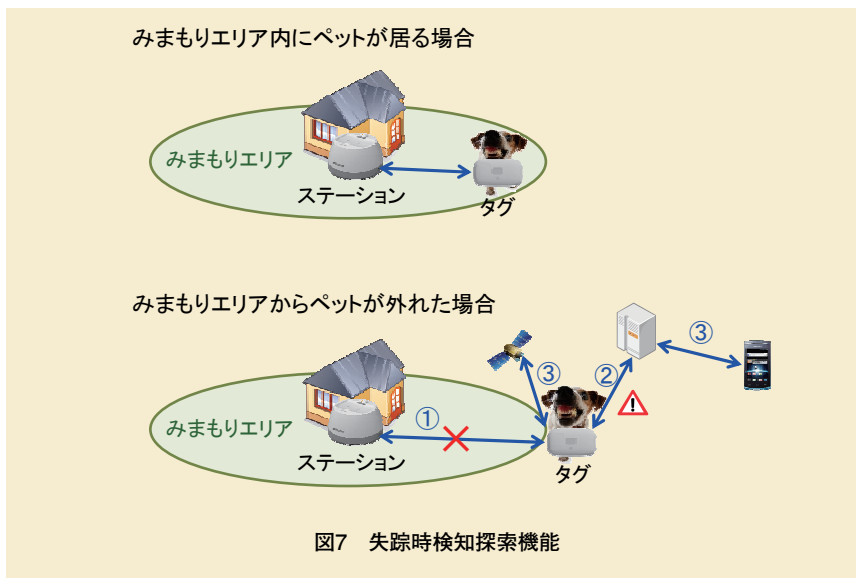 みまもりエリア内にペットが居る場合
みまもりエリア
ステーション
タグ
みまもりエリアからペットが外れた場合
③
③
②
①
みまもりエリア
ステーション
タグ
図7 失踪時検知探索機能